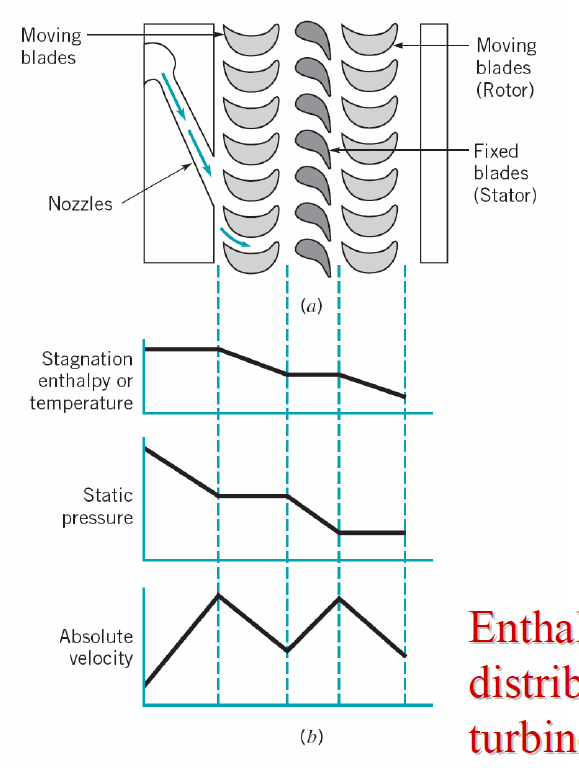 Moving
blades
Moving
blades
(Rotor)
Fixed
blades
(Stator)
Nozzles
(a)
Stagnation
enthalpy or
temperature
Static
pressure
Absolute
velocity
(b)